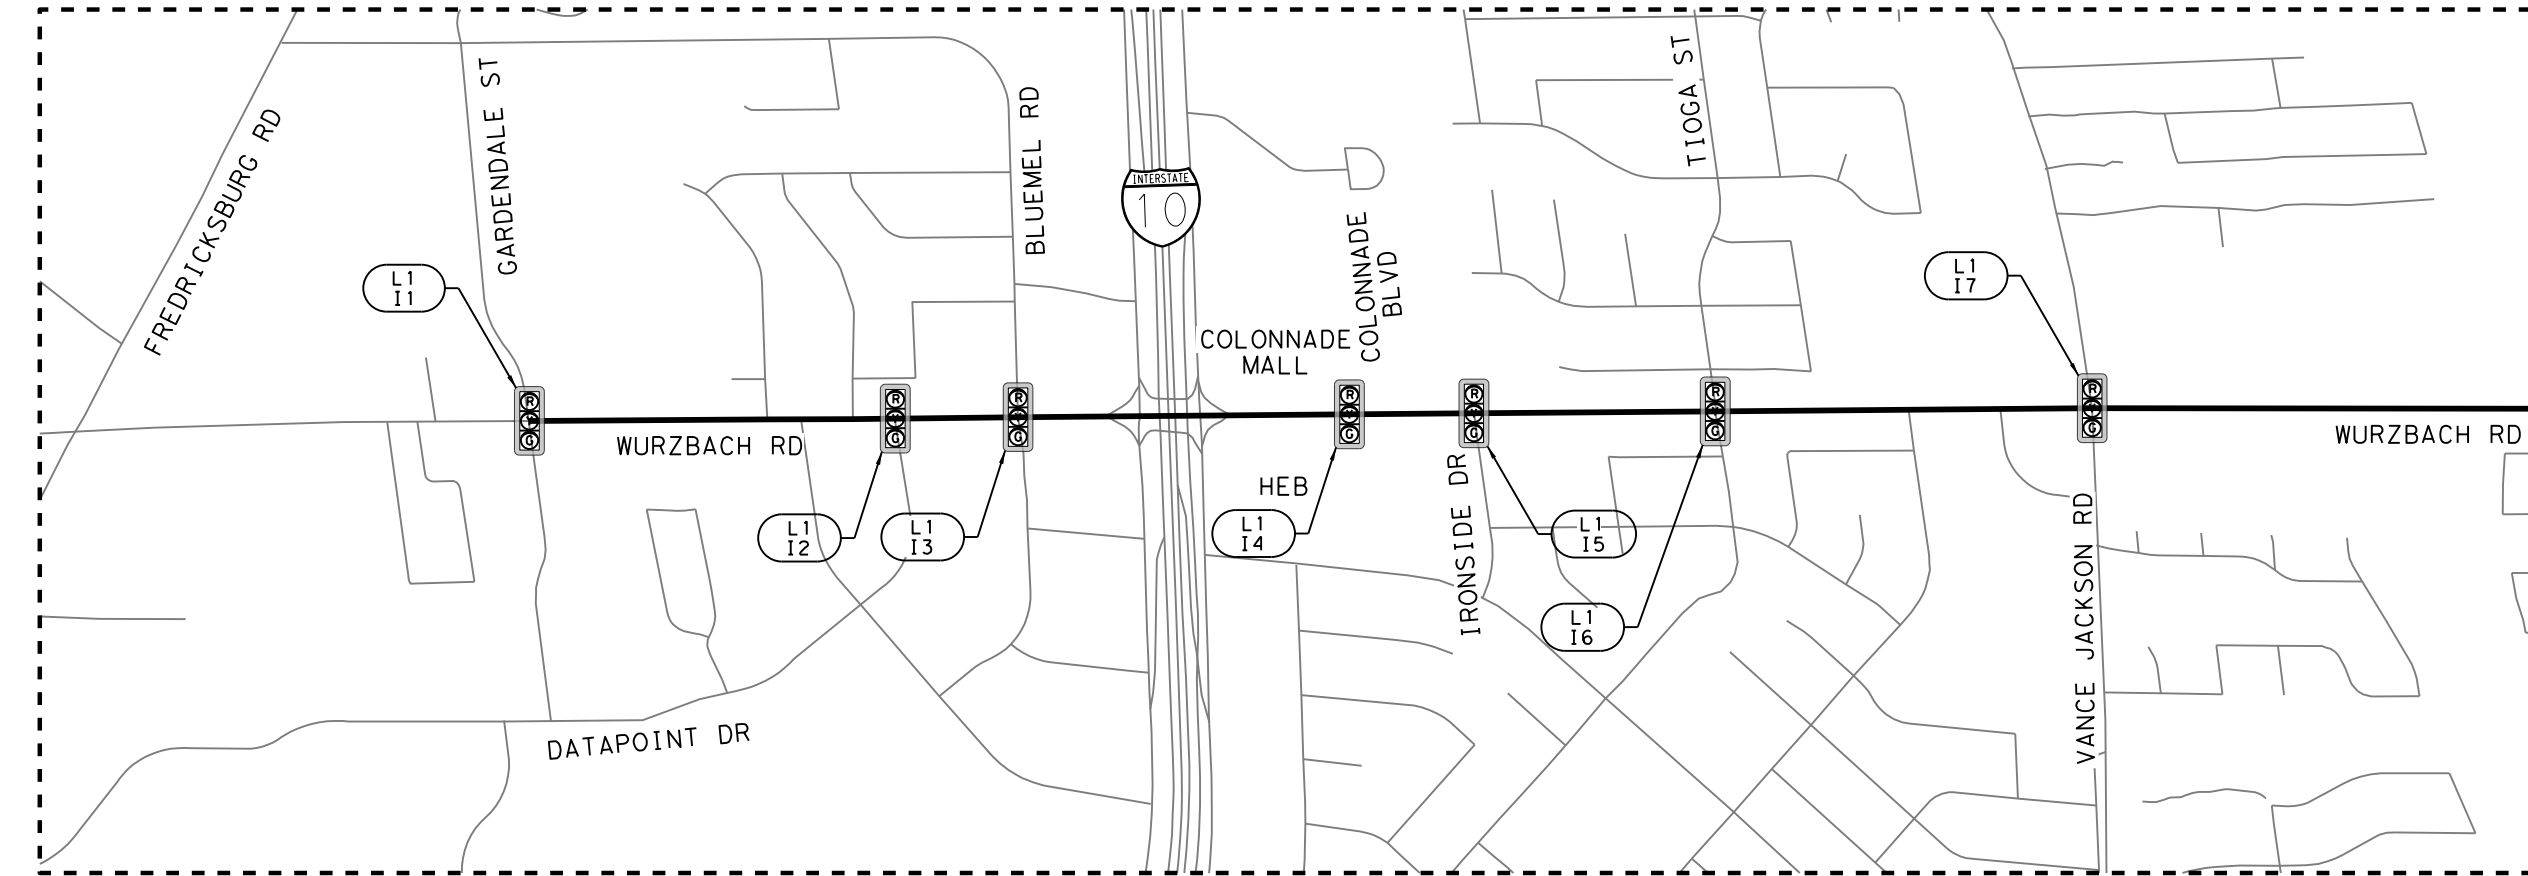 FREDRICKSBURG RD
GARDENDALE ST
BLUEMEL RD
INTERSTATE
10
COLONNADE
BLVD
TIOGA ST
L1
I1
L1
I7
COLONNADE
MALL
R
G
R
G
R
G
R
G
R
G
R
G
R
G
WURZBACH RD
WURZBACH RD
HEB
IRONSIDE DR
L1
I2
L1
I3
L1
I4
L1
I5
L1
I6
VANCE JACKSON RD
DATAPOINT DR